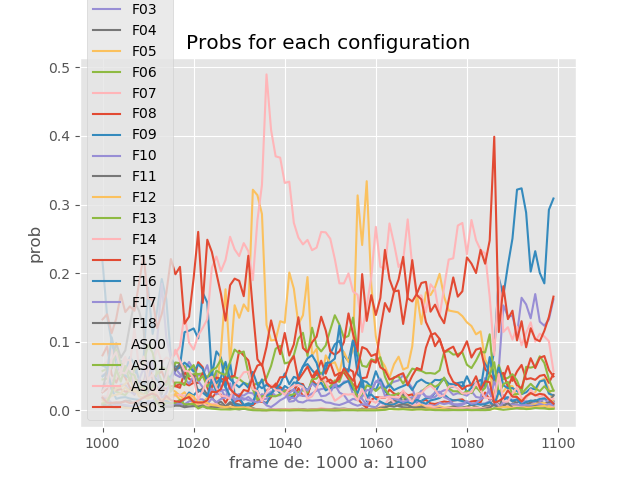 F03
F04
F05
F06
F07
F08
F09
F10
F11
F12
F13
F14
F15
F16
F17
F18
AS00
AS01
AS02
AS03
Probs for each configuration
0.5
0.4
0.3
0.2
0.1
0.0
prob
1000
1020
1040
1060
1080
1100
frame de: 1000 a: 1100